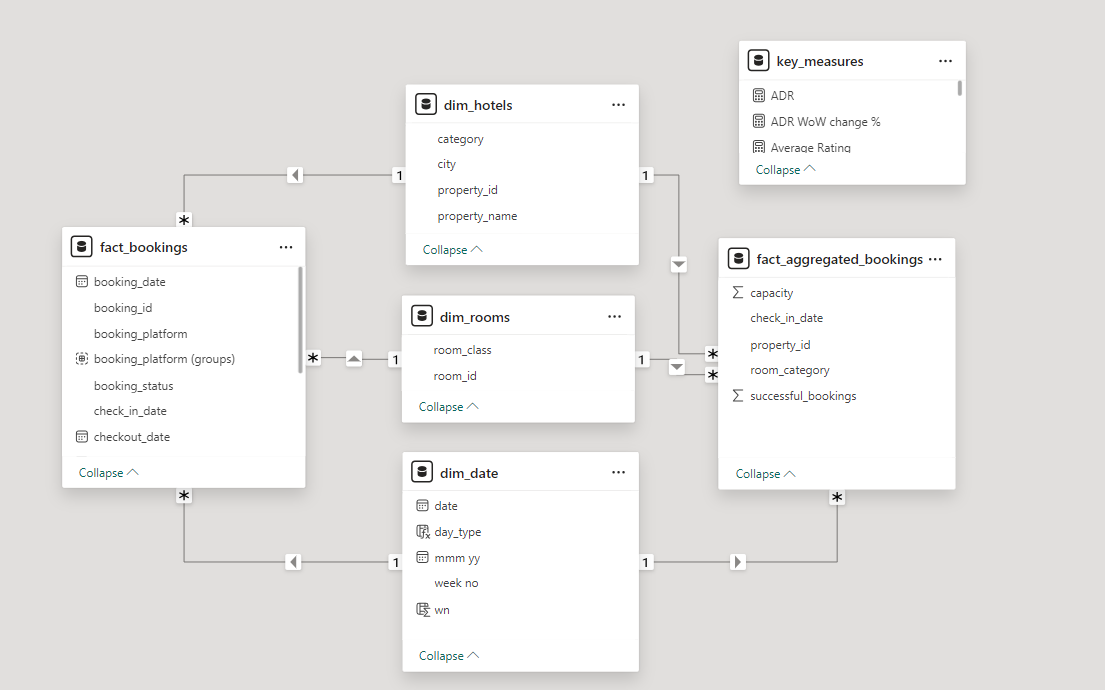 key_measures
ADR
ADR WoW change %
Average Rating
Collapse
dim_hotels
category
city
property_id
property_name
Collapse
1
1
*
fact_bookings
booking_date
booking_id
booking_platform
booking_platform (groups)
booking_status
check_in_date
checkout_date
Collapse
*
*
dim_rooms
room_class
room_id
Collapse
1
1
*
*
fact_aggregated_bookings
capacity
check_in_date
property_id
room_category
successful_bookings
Collapse
*
dim_date
date
day_type
mmm yy
week no
wn
Collapse
1
1